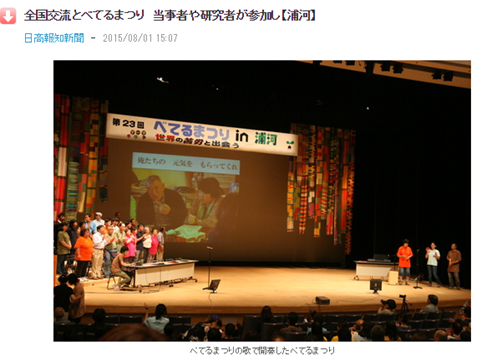 全国交流とべてるまつり　当事者や研究者が参加し【浦河】
日高報知新聞 - 2015/08/01 15:07
第23回 べてるまつり in 浦河
世界の苦労と出会う
俺たちの 元気を もらってくれ
べてるまつりの歌で開奏したべてるまつり